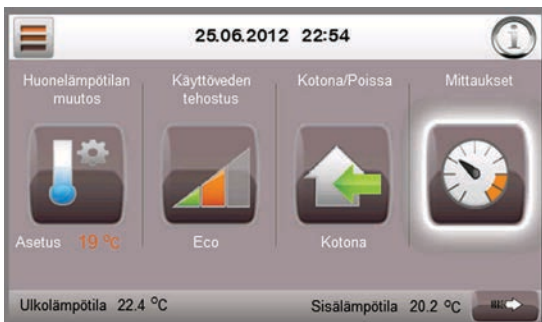 25.06.2012 22:54
Huonelämpötilan
muutos
Käyttöveden
tehostus
Kotona/Poissa
Mittaukset
Asetus 19 °C
Eco
Kotona
Ulkolämpötila 22.4 °C
Sisälämpötila 20.2 °C